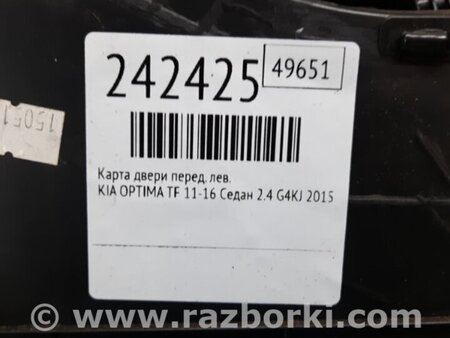 242425
49651
Карта двери перед. лев.
KIA OPTIMA TF 11-16 Седан 2.4 G4KJ 2015
www.razborki.com